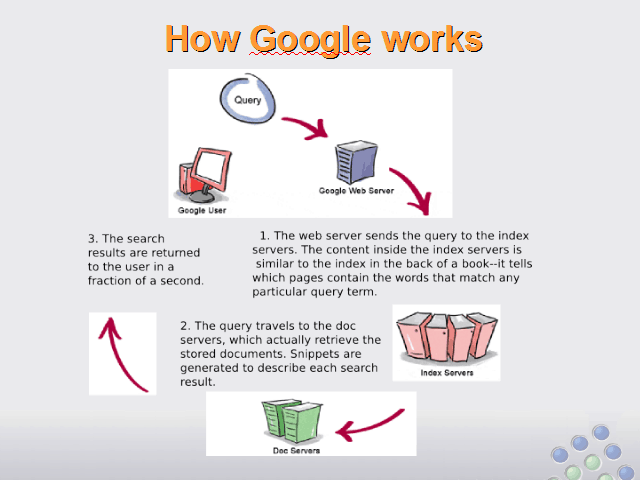 How Google works
Query
Google Web Server
Google User
1. The web server sends the query to the index
servers. The content inside the index servers is
similar to the index in the back of a book--it tells
which pages contain the words that match any
particular query term.
3. The search
results are returned
to the user in a
fraction of a second.
2. The query travels to the doc
servers, which actually retrieve the
stored documents. Snippets are
generated to describe each search
result.
Index Servers
Doc Servers